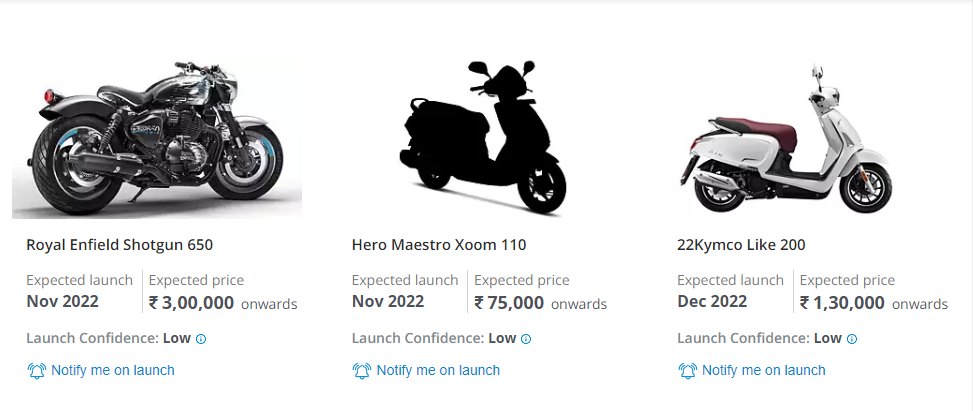 Royal Enfield Shotgun 650
Expected launch
Nov 2022
Expected price
₹ 3,00,000 onwards
Launch Confidence: Low
Notify me on launch
Hero Maestro Xoom 110
Expected launch
Nov 2022
Expected price
₹ 75,000 onwards
Launch Confidence: Low
Notify me on launch
22Kymco Like 200
Expected launch
Dec 2022
Expected price
₹ 1,30,000 onwards
Launch Confidence: Low
Notify me on launch